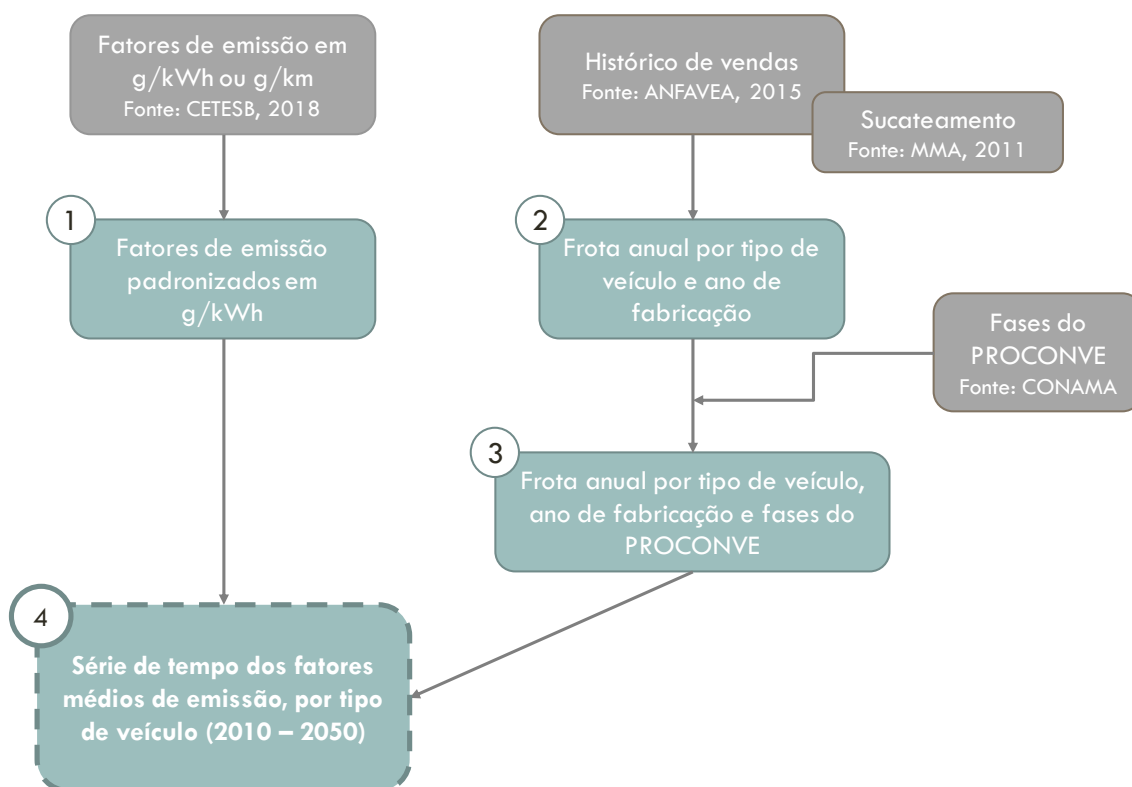 Fatores de emissão em
g/kWh ou g/km
Fonte: CETESB, 2018
Histórico de vendas
Fonte: ANFAVEA, 2015
Sucateamento
Fonte: MMA, 2011
1
Fatores de emissão
padronizados em
g/kWh
2
Frota anual por tipo de
veículo e ano de
fabricação
Fases do
PROCONVE
Fonte: CONAMA
3
Frota anual por tipo de veículo,
ano de fabricação e fases do
PROCONVE
4
Série de tempo dos fatores
médios de emissão, por tipo
de veículo (2010 – 2050)